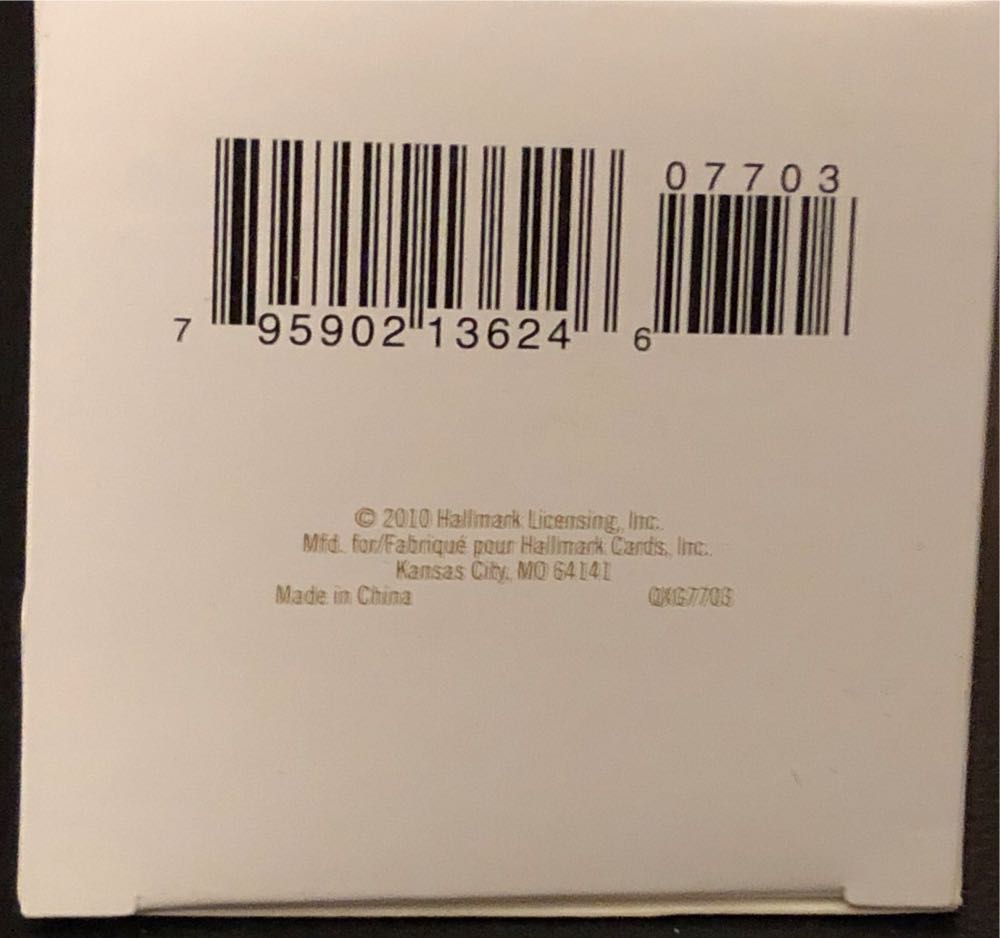 07703
7 95902 13624 6
© 2010 Hallmark Licensing, Inc.
Mfd. for/Fabriqué pour Hallmark Cards, Inc.
Kansas City, MO 64141
Made in China QXG7703